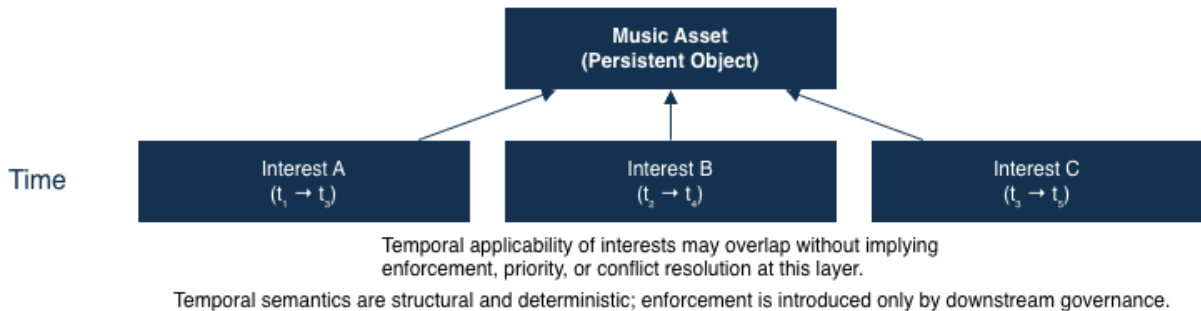 Music Asset
(Persistent Object)
Time
Interest A
(t₁ → t₃)
Interest B
(t₂ → t₄)
Interest C
(t₃ → t₅)
Temporal applicability of interests may overlap without implying
enforcement, priority, or conflict resolution at this layer.
Temporal semantics are structural and deterministic; enforcement is introduced only by downstream governance.